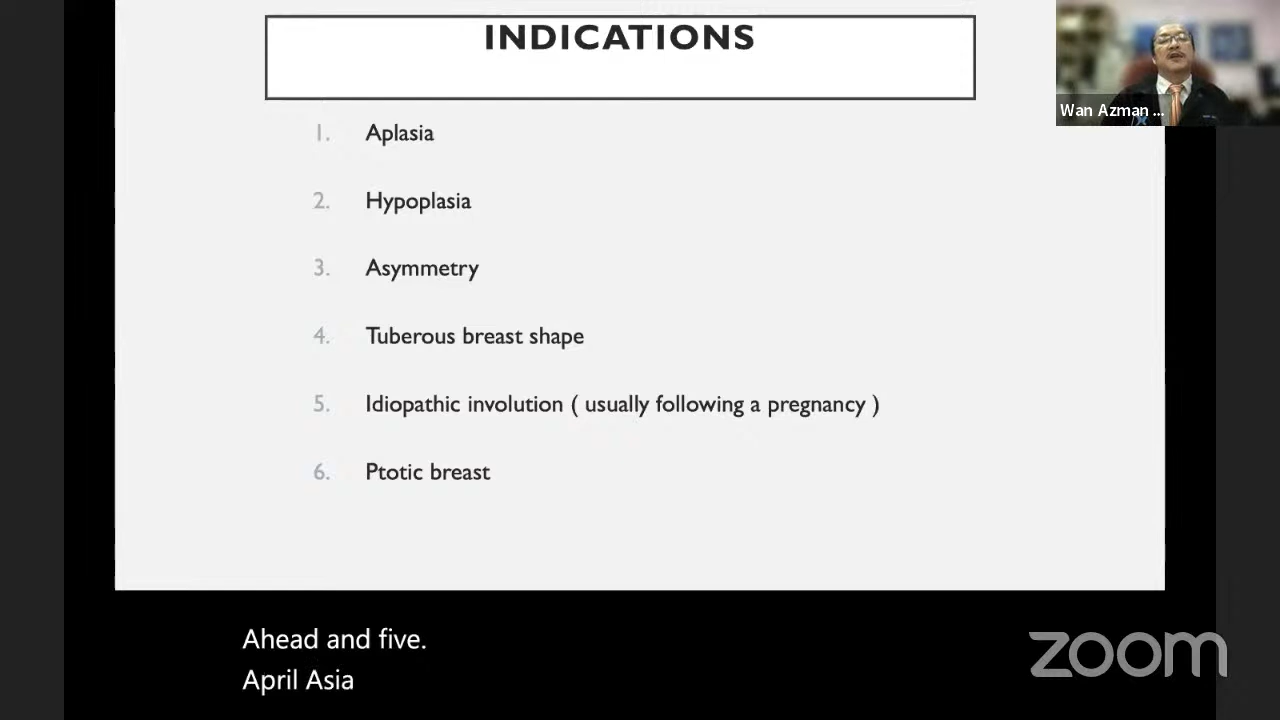 INDICATIONS
1. Aplasia
2. Hypoplasia
3. Asymmetry
4. Tuberous breast shape
5. Idiopathic involution ( usually following a pregnancy )
6. Ptotic breast
Wan Azman ...
Ahead and five.
April Asia
zoom